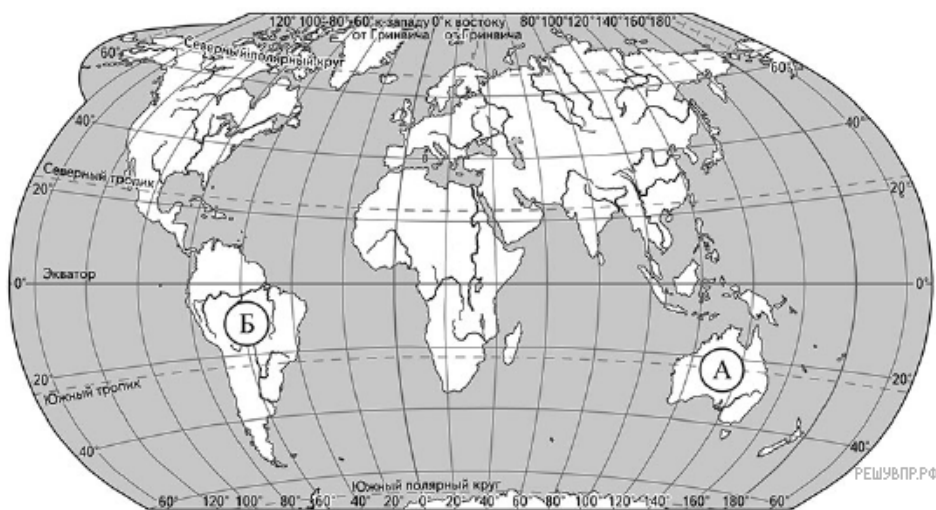 120° 100° 80° 60° к западу 0° к востоку 80° 100° 120° 140° 160° 180°
от Гринвича от Гринвича
60° Северный полярный круг 60°
40° 40°
Северный тропик
20° 20°
Экватор
0° 0°
Б
А
20° 20°
Южный тропик
40° 40°
РЕШУВПР.РФ
Южный полярный круг
60° 120° 100° 80° 60° 40° 20° 0° 20° 40° 60° 80° 100° 120° 140° 160° 180° 60°